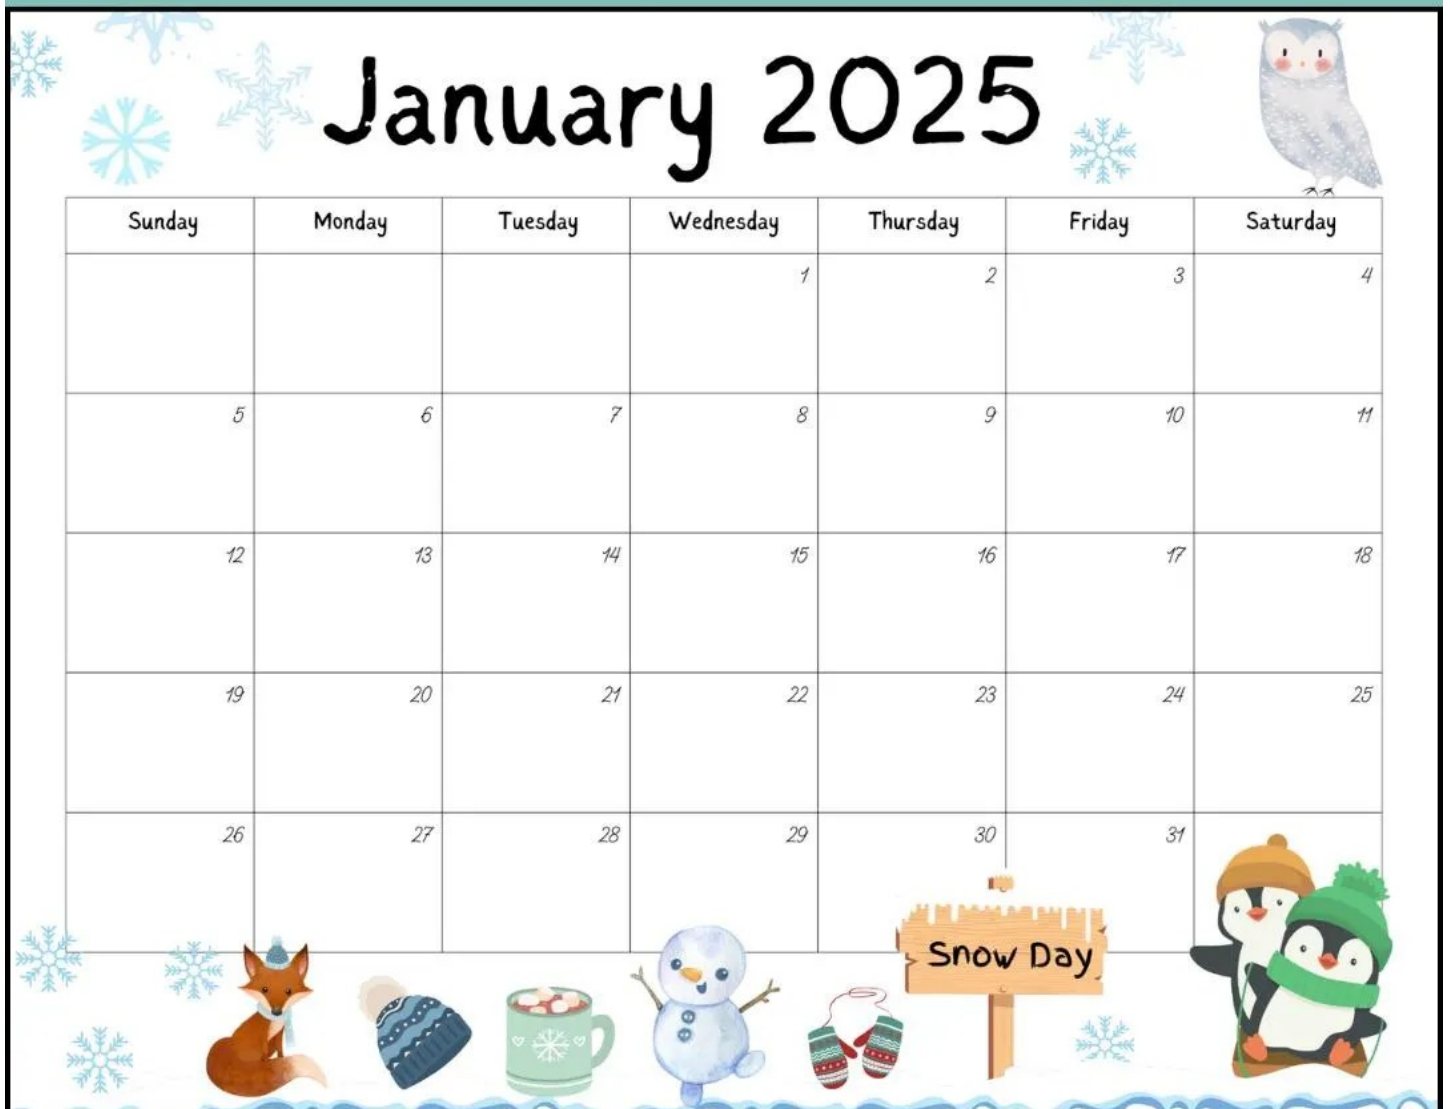 January 2025
Sunday Monday Tuesday Wednesday Thursday Friday Saturday
1 2 3 4
5 6 7 8 9 10 11
12 13 14 15 16 17 18
19 20 21 22 23 24 25
26 27 28 29 30 31
Snow Day